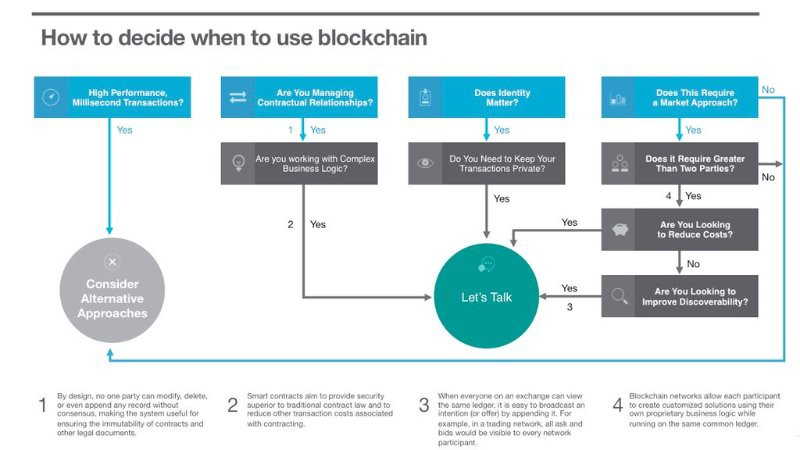 How to decide when to use blockchain
High Performance,
Millisecond Transactions?
Are You Managing
Contractual Relationships?
Does Identity
Matter?
Does This Require
a Market Approach?
No
Yes
1
Yes
Yes
Yes
Are you working with Complex
Business Logic?
Do You Need to Keep Your
Transactions Private?
Does it Require Greater
Than Two Parties?
No
Yes
4
Yes
2
Yes
Yes
Are You Looking
to Reduce Costs?
No
Consider
Alternative
Approaches
Let's Talk
Yes
3
Are You Looking to
Improve Discoverability?
1
By design, no one party can modify, delete,
or even append any record without
consensus, making the system useful for
ensuring the immutability of contracts and
other legal documents.
2
Smart contracts aim to provide security
superior to traditional contract law and to
reduce other transaction costs associated
with contracting.
3
When everyone on an exchange can view
the same ledger, it is easy to broadcast an
intention (or offer) by appending it. For
example, in a trading network, all ask and
bids would be visible to every network
participant.
4
Blockchain networks allow each participant
to create customized solutions using their
own proprietary business logic while
running on the same common ledger.